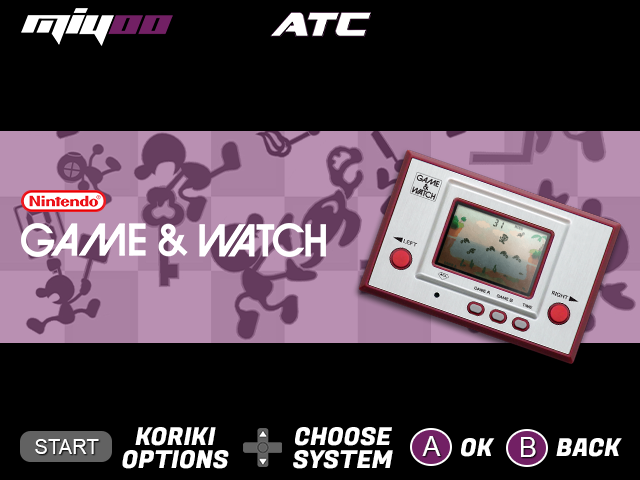 miyoo
ATC
Nintendo
GAME & WATCH
GAME
&
WATCH
31
LEFT
GAME A
GAME B
TIME
RIGHT
START
KORIKI
OPTIONS
CHOOSE
SYSTEM
A
OK
B
BACK